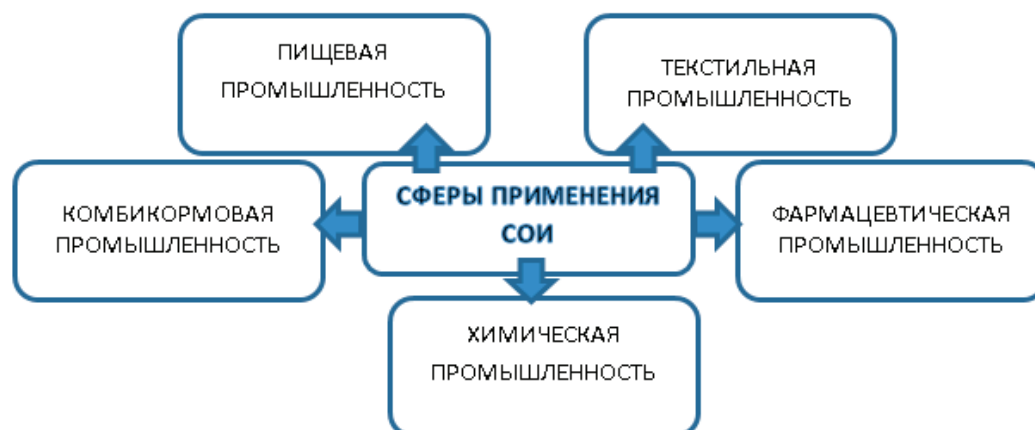 ПИЩЕВАЯ
ПРОМЫШЛЕННОСТЬ
ТЕКСТИЛЬНАЯ
ПРОМЫШЛЕННОСТЬ
КОМБИКОРМОВАЯ
ПРОМЫШЛЕННОСТЬ
СФЕРЫ ПРИМЕНЕНИЯ
СОИ
ФАРМАЦЕВТИЧЕСКАЯ
ПРОМЫШЛЕННОСТЬ
ХИМИЧЕСКАЯ
ПРОМЫШЛЕННОСТЬ